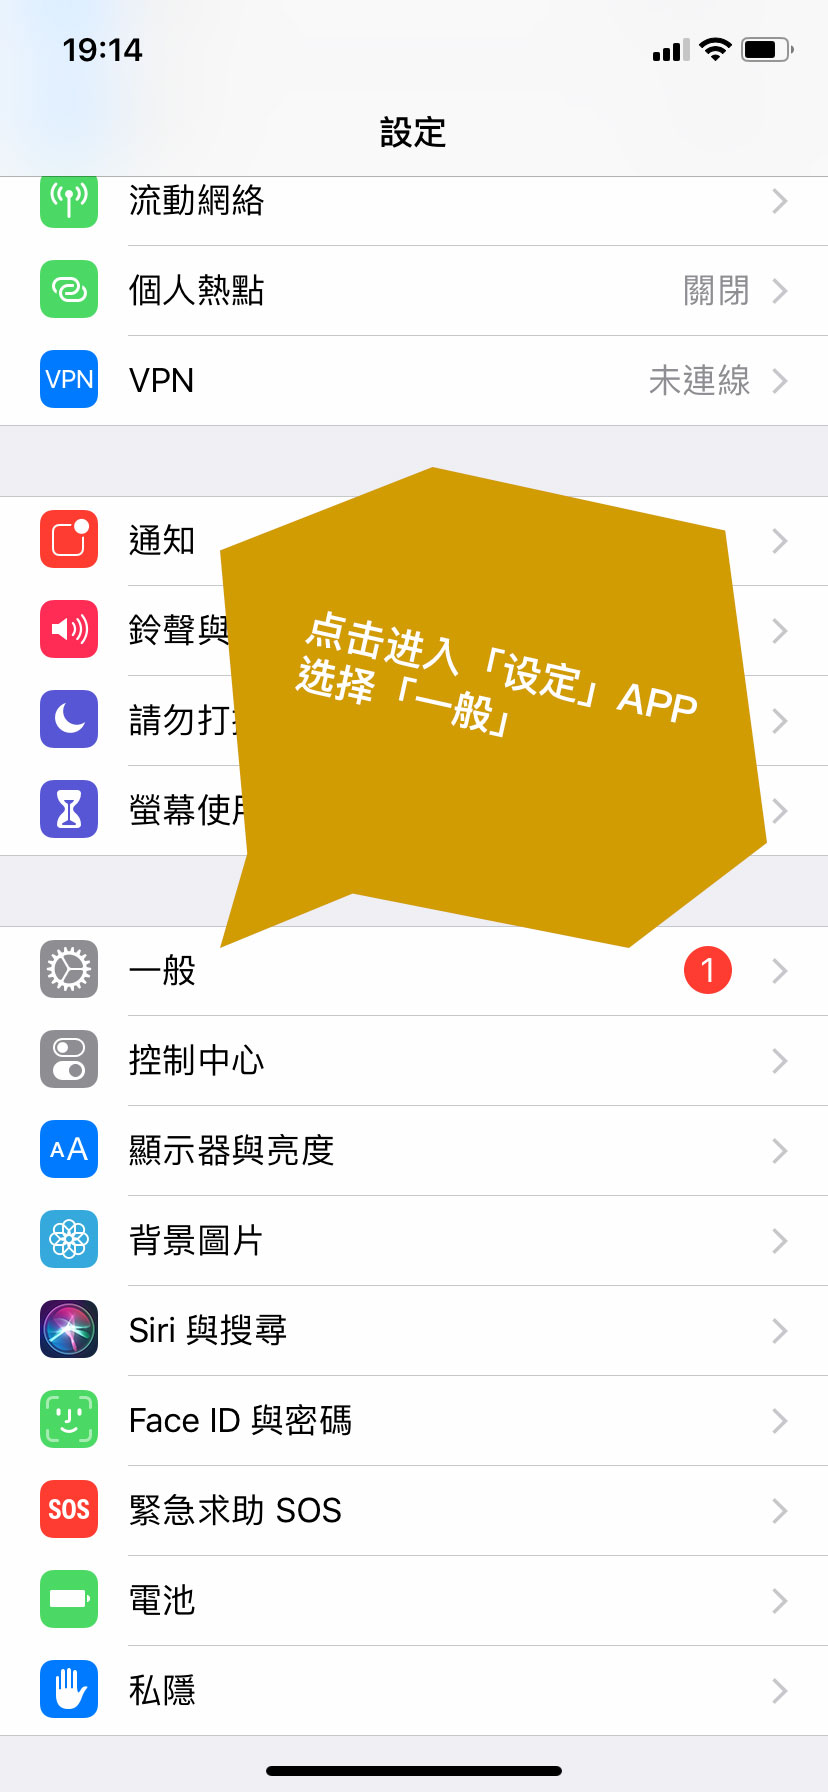 19:14
設定
流動網絡
個人熱點 關閉
VPN VPN 未連線
通知
鈴聲與
点击进入「设定」APP
选择「一般」
請勿打
螢幕使
一般 1
控制中心
AA 顯示器與亮度
背景圖片
Siri 與搜尋
Face ID 與密碼
SOS 緊急求助 SOS
電池
私隱